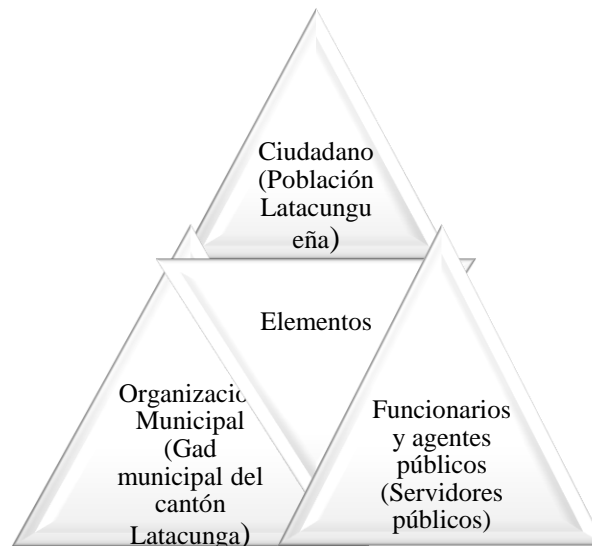 Ciudadano
(Población
Latacungu
eña)
Elementos
Organizacio
Municipal
(Gad
municipal del
cantón
Latacunga)
Funcionarios
y agentes
públicos
(Servidores
públicos)